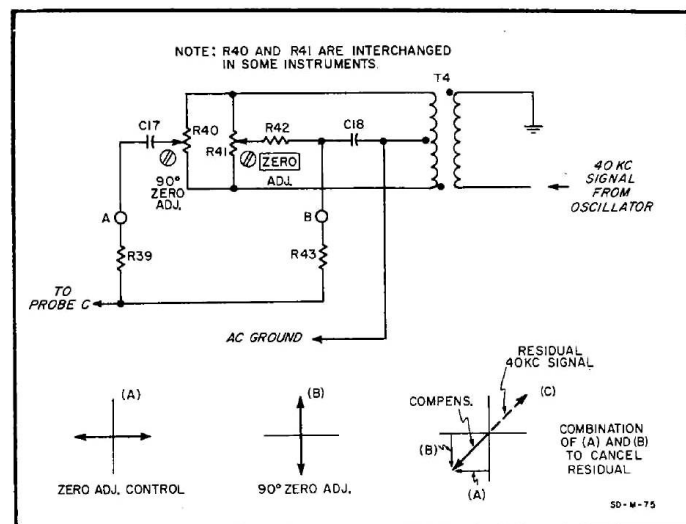 NOTE: R40 AND R41 ARE INTERCHANGED
IN SOME INSTRUMENTS.
T4
C17
R40
R41
R42
C18
90°
ZERO
ADJ.
ZERO
ADJ.
40 KC
SIGNAL
FROM
OSCILLATOR
A
B
R39
R43
TO
PROBE C
AC GROUND
(A)
ZERO ADJ. CONTROL
(B)
90° ZERO ADJ.
RESIDUAL
40KC SIGNAL
COMPENS.
(C)
(B)
(A)
COMBINATION
OF (A) AND (B)
TO CANCEL
RESIDUAL
SD-M-75